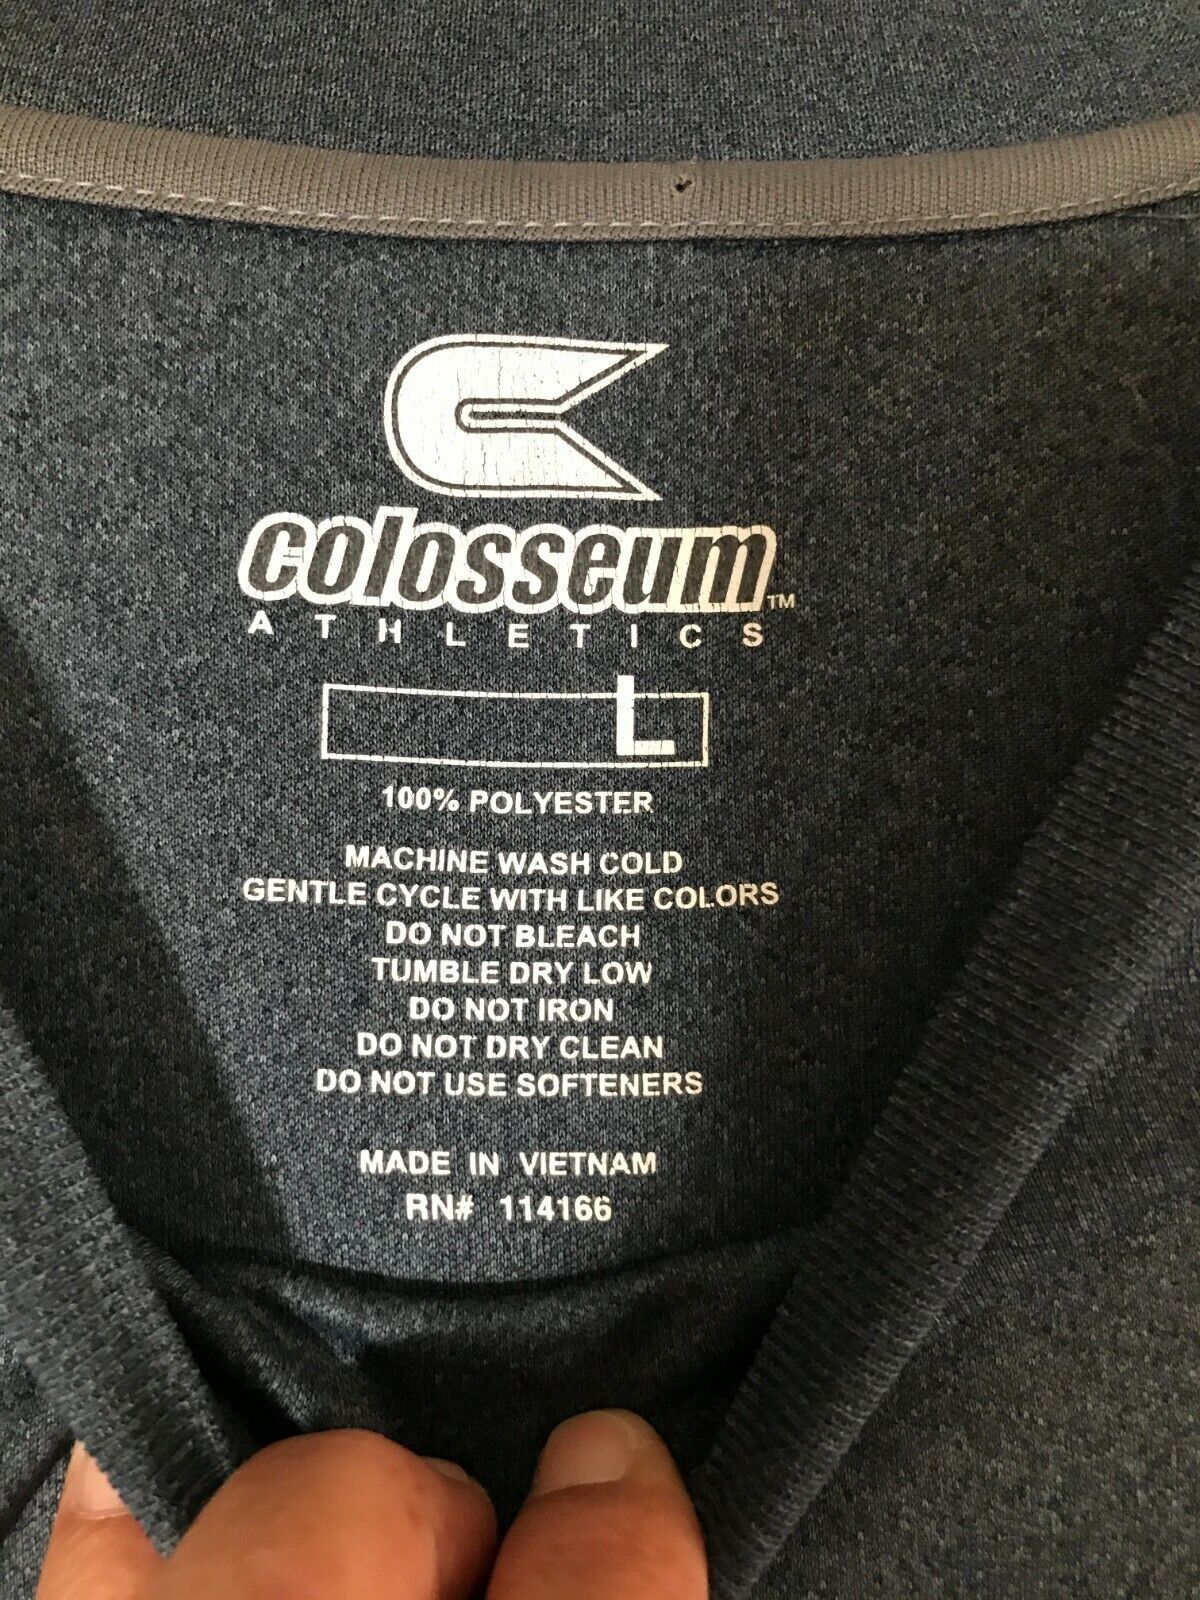 colosseum™
ATHLETICS
L
100% POLYESTER
MACHINE WASH COLD
GENTLE CYCLE WITH LIKE COLORS
DO NOT BLEACH
TUMBLE DRY LOW
DO NOT IRON
DO NOT DRY CLEAN
DO NOT USE SOFTENERS
MADE IN VIETNAM
RN# 114166